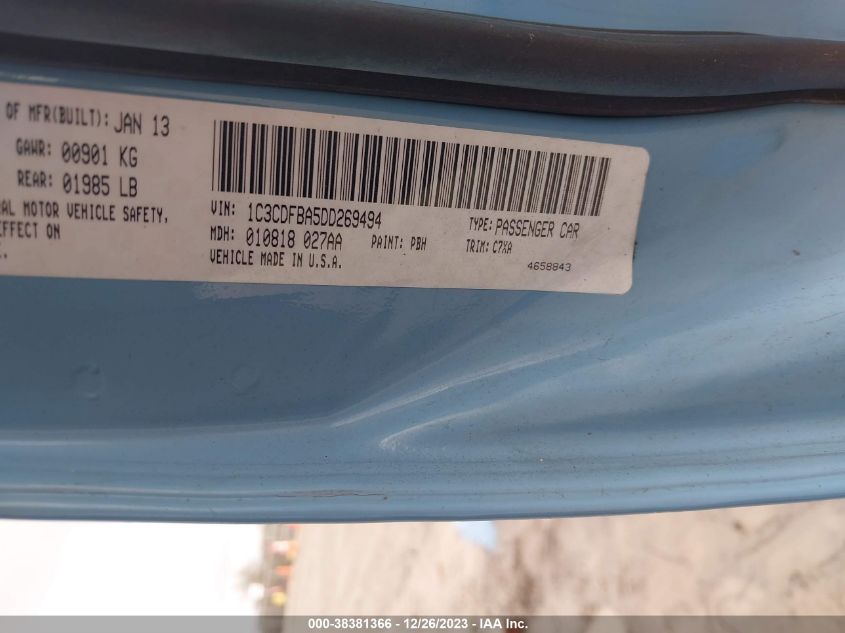 OF MFR(BUILT): JAN 13
GAWR: 00901 KG
REAR: 01985 LB
AL MOTOR VEHICLE SAFETY,
EFFECT ON
VIN: 1C3CDFBA5DD269494
MDH: 010818 027AA PAINT: PBH
VEHICLE MADE IN U.S.A.
TYPE: PASSENGER CAR
TRIM: C7XA
4658843
000-38381366 - 12/26/2023 - IAA Inc.